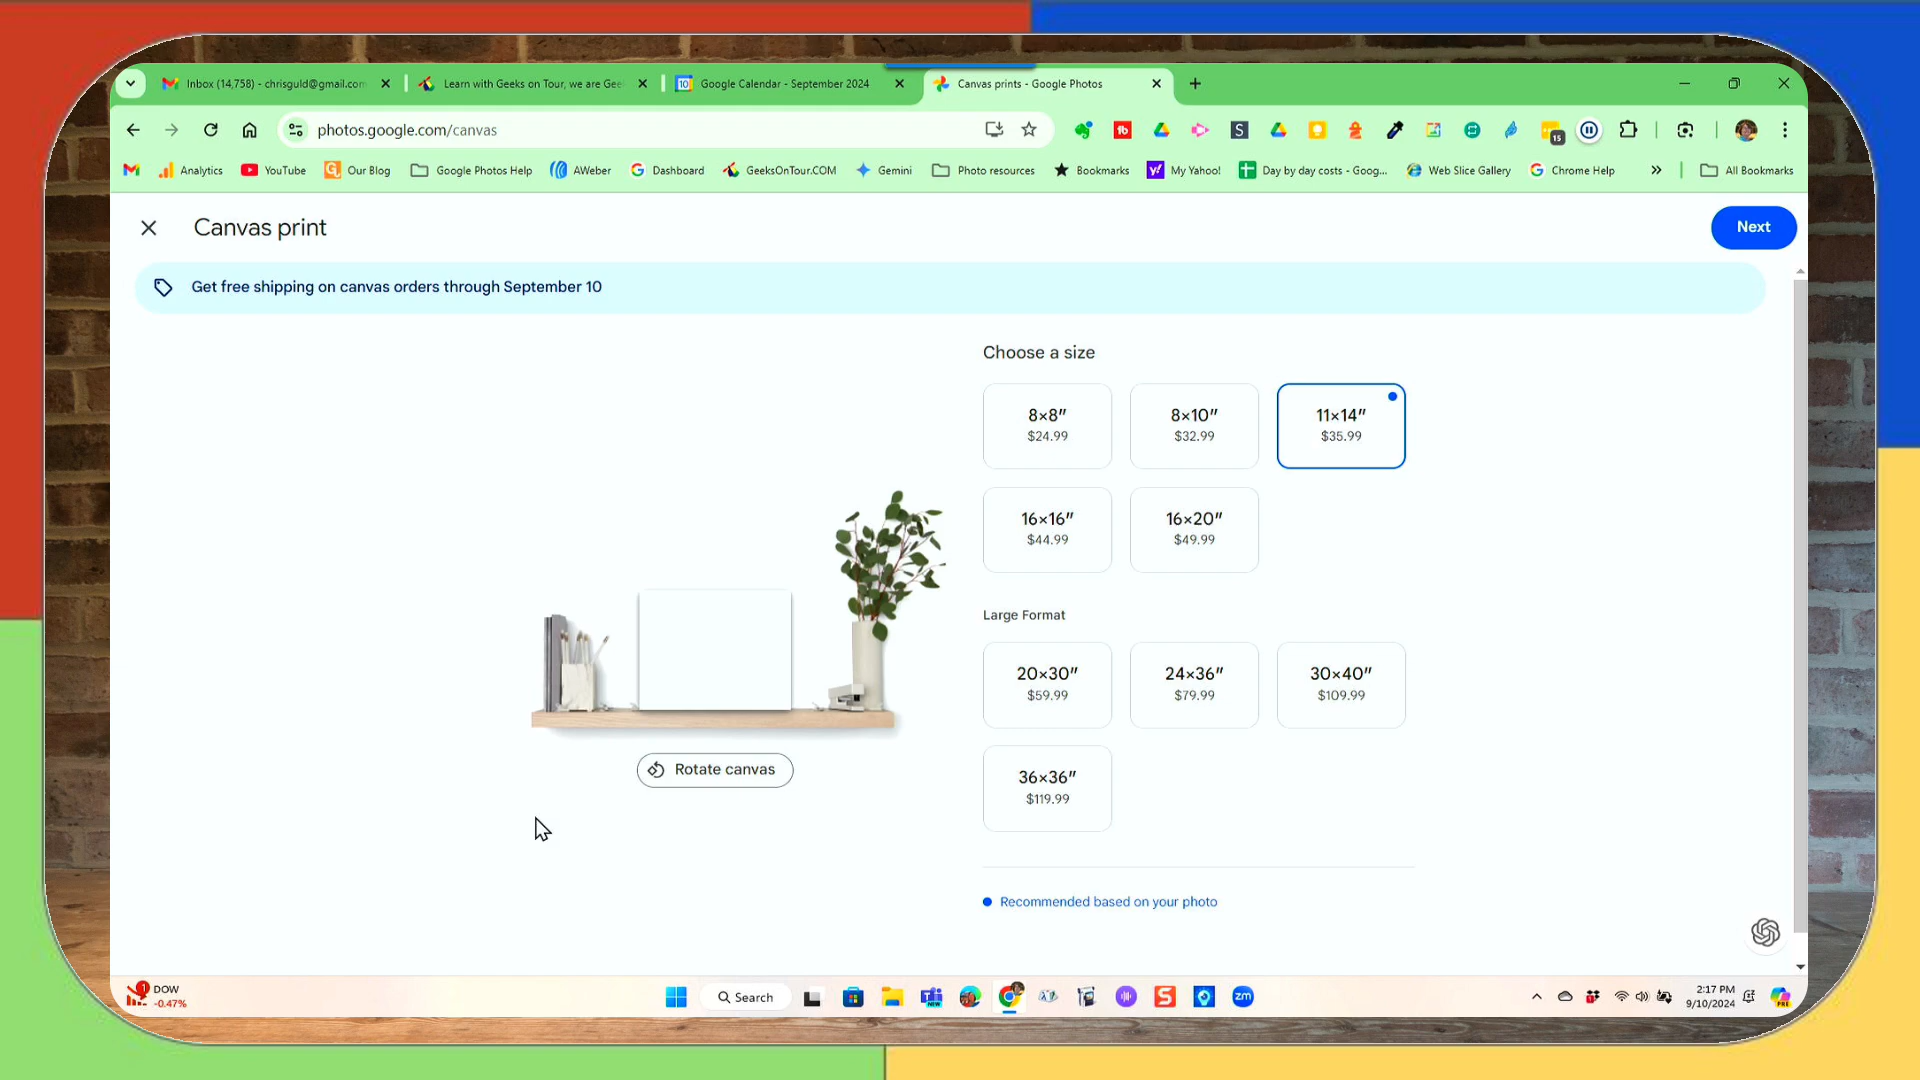 Inbox (14,758) - chrisguld@gmail.com
Learn with Geeks on Tour, we are Gee
10
Google Calendar - September 2024
Canvas prints - Google Photos
photos.google.com/canvas
S
15
Analytics
YouTube
Our Blog
Google Photos Help
AWeber
Dashboard
GeeksOnTour.COM
Gemini
Photo resources
Bookmarks
My Yahoo!
Day by day costs - Goog...
Web Slice Gallery
Chrome Help
All Bookmarks
Canvas print
Next
Get free shipping on canvas orders through September 10
Choose a size
8×8″
$24.99
8×10″
$32.99
11×14″
$35.99
16×16″
$44.99
16×20″
$49.99
Large Format
20×30″
$59.99
24×36″
$79.99
30×40″
$109.99
36×36″
$119.99
Rotate canvas
Recommended based on your photo
1
DOW
-0.47%
Search
NEW
S
zm
2:17 PM
9/10/2024
PRE